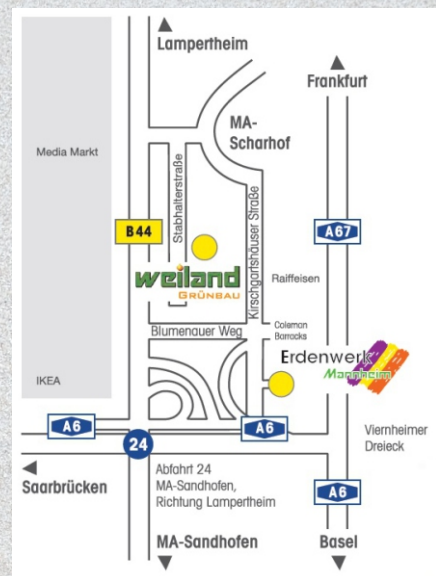 Lampertheim
Frankfurt
MA-
Scharhof
Media Markt
Stabhalterstraße
Kirschgartshäuser Straße
B44
A67
weiland
GRÜNBAU
Raiffeisen
Blumenauer Weg
Coleman
Barracks
Erdenwerk
Mannheim
IKEA
A6
A6
Viernheimer
Dreieck
24
Saarbrücken
Abfahrt 24
MA-Sandhofen,
Richtung Lampertheim
A6
MA-Sandhofen
Basel